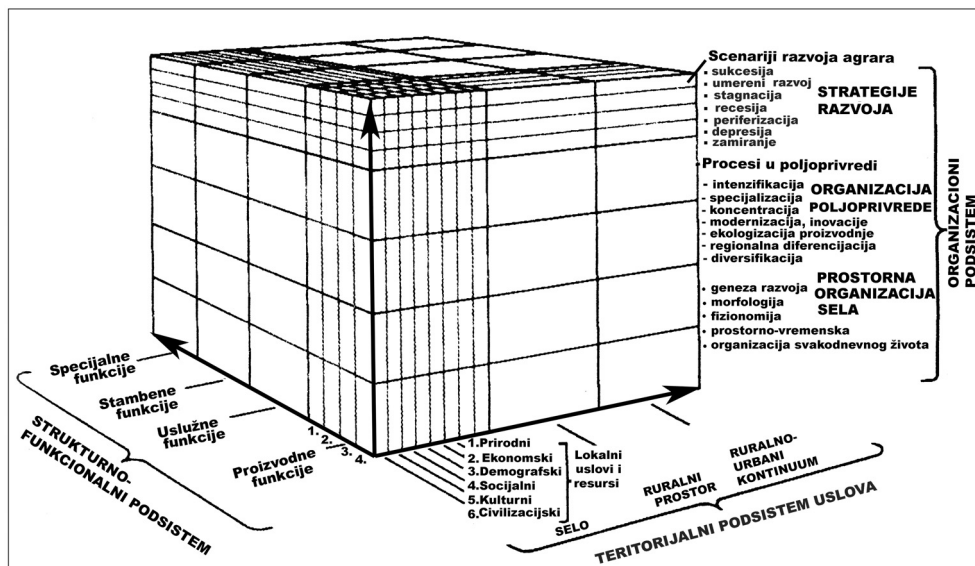 Scenariji razvoja agrara
• sukcesija
• umereni razvoj
• stagnacija
• recesija
• periferizacija
• depresija
• zamiranje
STRATEGIJE
RAZVOJA
Procesi u poljoprivredi
- intenzifikacija
- specijalizacija
- koncentracija
- modernizacija, inovacije
- ekologizacija proizvodnje
- regionalna diferencijacija
- diversifikacija
ORGANIZACIJA
POLJOPRIVREDE
• geneza razvoja
• morfologija
• fizionomija
• prostorno-vremenska
• organizacija svakodnevnog života
PROSTORNA
ORGANIZACIJA
SELA
ORGANIZACIONI
PODSISTEM
Specijalne
funkcije
Stambene
funkcije
Uslužne
funkcije
Proizvodne
funkcije
1.
2.
3.
4.
STRUKTURNO-
FUNKCIONALNI PODSISTEM
1.Prirodni
2. Ekonomski
3.Demografski
4.Socijalni
5.Kulturni
6.Civilizacijski
Lokalni
uslovi i
resursi
SELO
RURALNI
PROSTOR
RURALNO-
URBANI
KONTINUUM
TERITORIJALNI PODSISTEM USLOVA